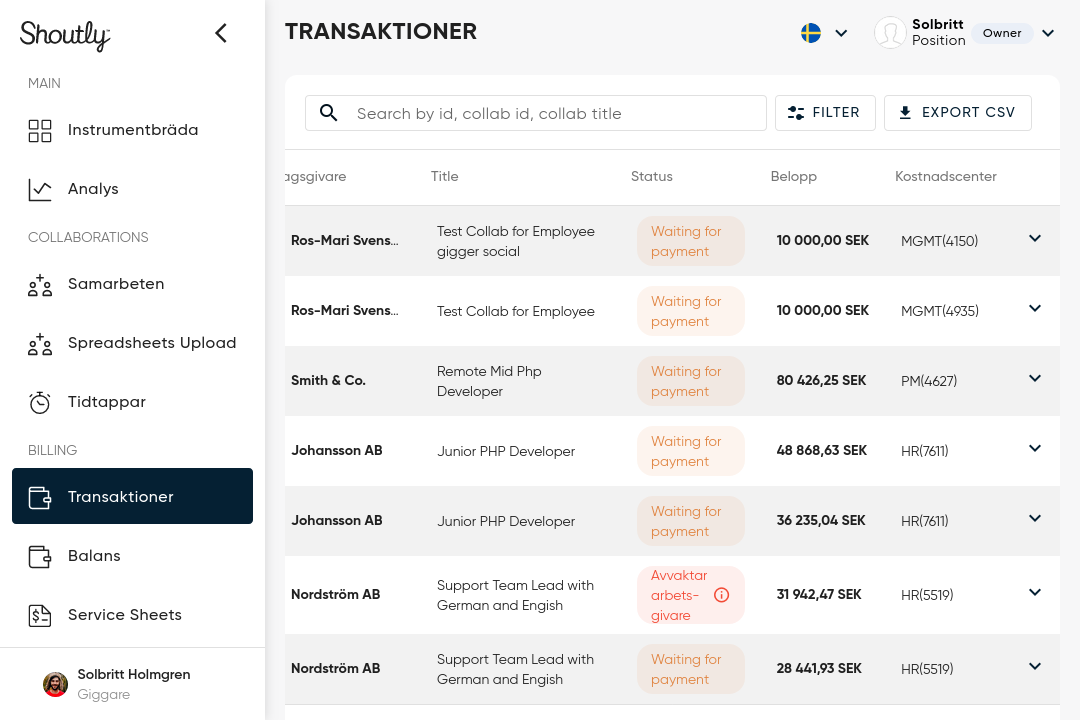 Shoutly
MAIN
Instrumentbräda
Analys
COLLABORATIONS
Samarbeten
Spreadsheets Upload
Tidtappar
BILLING
Transaktioner
Balans
Service Sheets
Solbritt Holmgren
Giggare
TRANSAKTIONER
Solbritt
Position
Owner
Search by id, collab id, collab title
FILTER
EXPORT CSV
agsgivare Title Status Belopp Kostnadscenter
Ros-Mari Svens... Test Collab for Employee gigger social Waiting for payment 10 000,00 SEK MGMT(4150)
Ros-Mari Svens... Test Collab for Employee Waiting for payment 10 000,00 SEK MGMT(4935)
Smith & Co. Remote Mid Php Developer Waiting for payment 80 426,25 SEK PM(4627)
Johansson AB Junior PHP Developer Waiting for payment 48 868,63 SEK HR(7611)
Johansson AB Junior PHP Developer Waiting for payment 36 235,04 SEK HR(7611)
Nordström AB Support Team Lead with German and Engish Avvaktar arbets-givare 31 942,47 SEK HR(5519)
Nordström AB Support Team Lead with German and Engish Waiting for payment 28 441,93 SEK HR(5519)